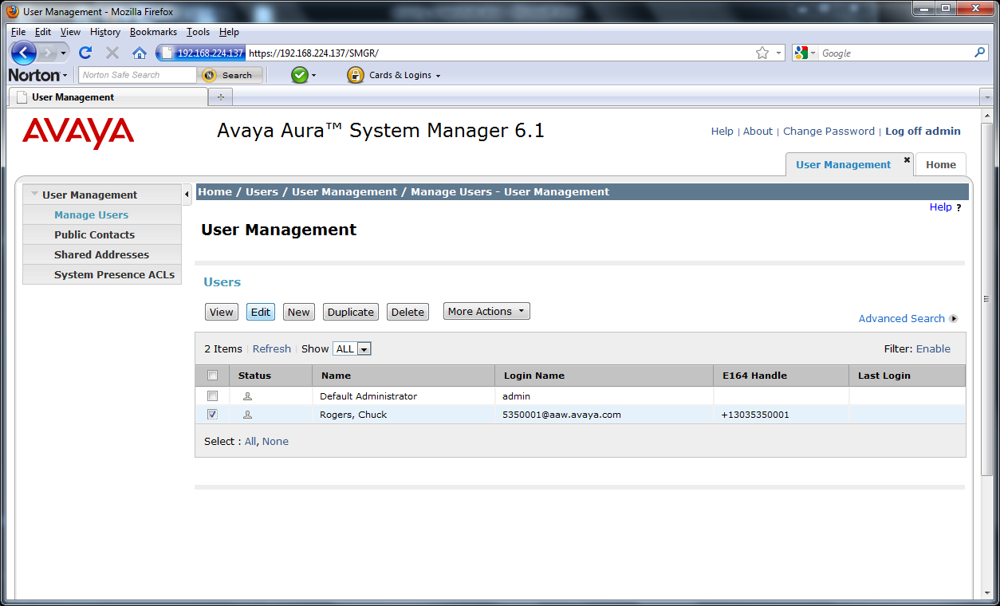 User Management - Mozilla Firefox
File Edit View History Bookmarks Tools Help
192.168.224.137 https://192.168.224.137/SMGR/ Google
Norton Norton Safe Search Search Cards & Logins
User Management
AVAYA Avaya Aura™ System Manager 6.1 Help | About | Change Password | Log off admin
User Management Home
User Management Home / Users / User Management / Manage Users - User Management
Help ?
Manage Users
Public Contacts
Shared Addresses
System Presence ACLs
User Management
Users
View Edit New Duplicate Delete More Actions
Advanced Search
2 Items | Refresh | Show ALL Filter: Enable
Status Name Login Name E164 Handle Last Login
Default Administrator admin
Rogers, Chuck 5350001@aaw.avaya.com +13035350001
Select : All, None